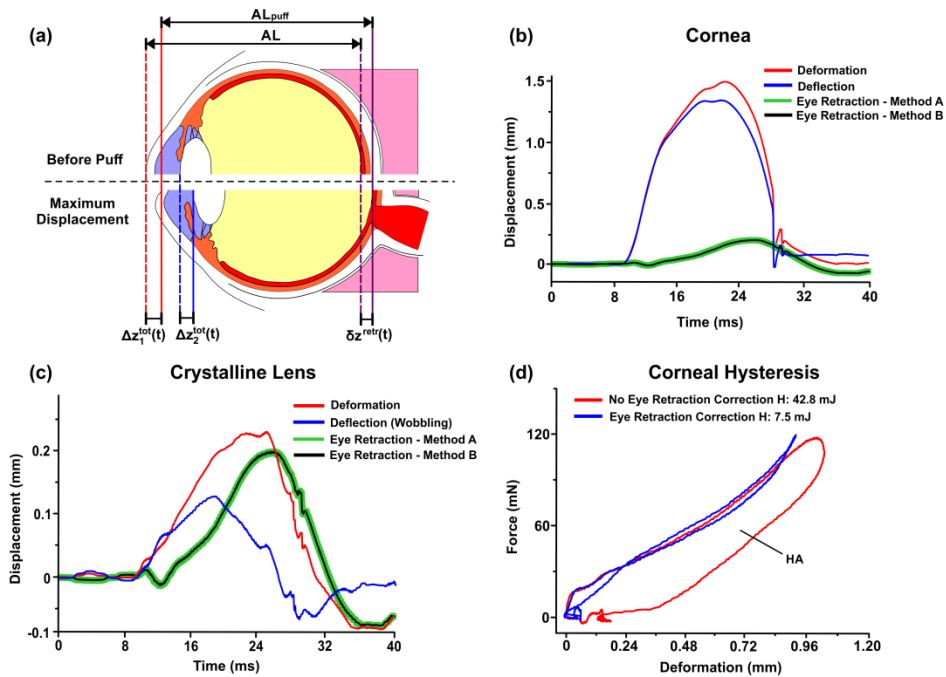 (a)
ALpuff
AL
Before Puff
Maximum
Displacement
Δz₁ᵗᵒᵗ(t)
Δz₂ᵗᵒᵗ(t)
δzʳᵉᵗʳ(t)
(b)
Cornea
Deformation
Deflection
Eye Retraction - Method A
Eye Retraction - Method B
Displacement (mm)
1.5
1.0
0.5
0
0
8
16
24
32
40
Time (ms)
(c)
Crystalline Lens
Deformation
Deflection (Wobbling)
Eye Retraction - Method A
Eye Retraction - Method B
Displacement (mm)
0.2
0.1
0
-0.1
0
8
16
24
32
40
Time (ms)
(d)
Corneal Hysteresis
No Eye Retraction Correction H: 42.8 mJ
Eye Retraction Correction H: 7.5 mJ
Force (mN)
120
60
0
HA
0
0.24
0.48
0.72
0.96
1.20
Deformation (mm)